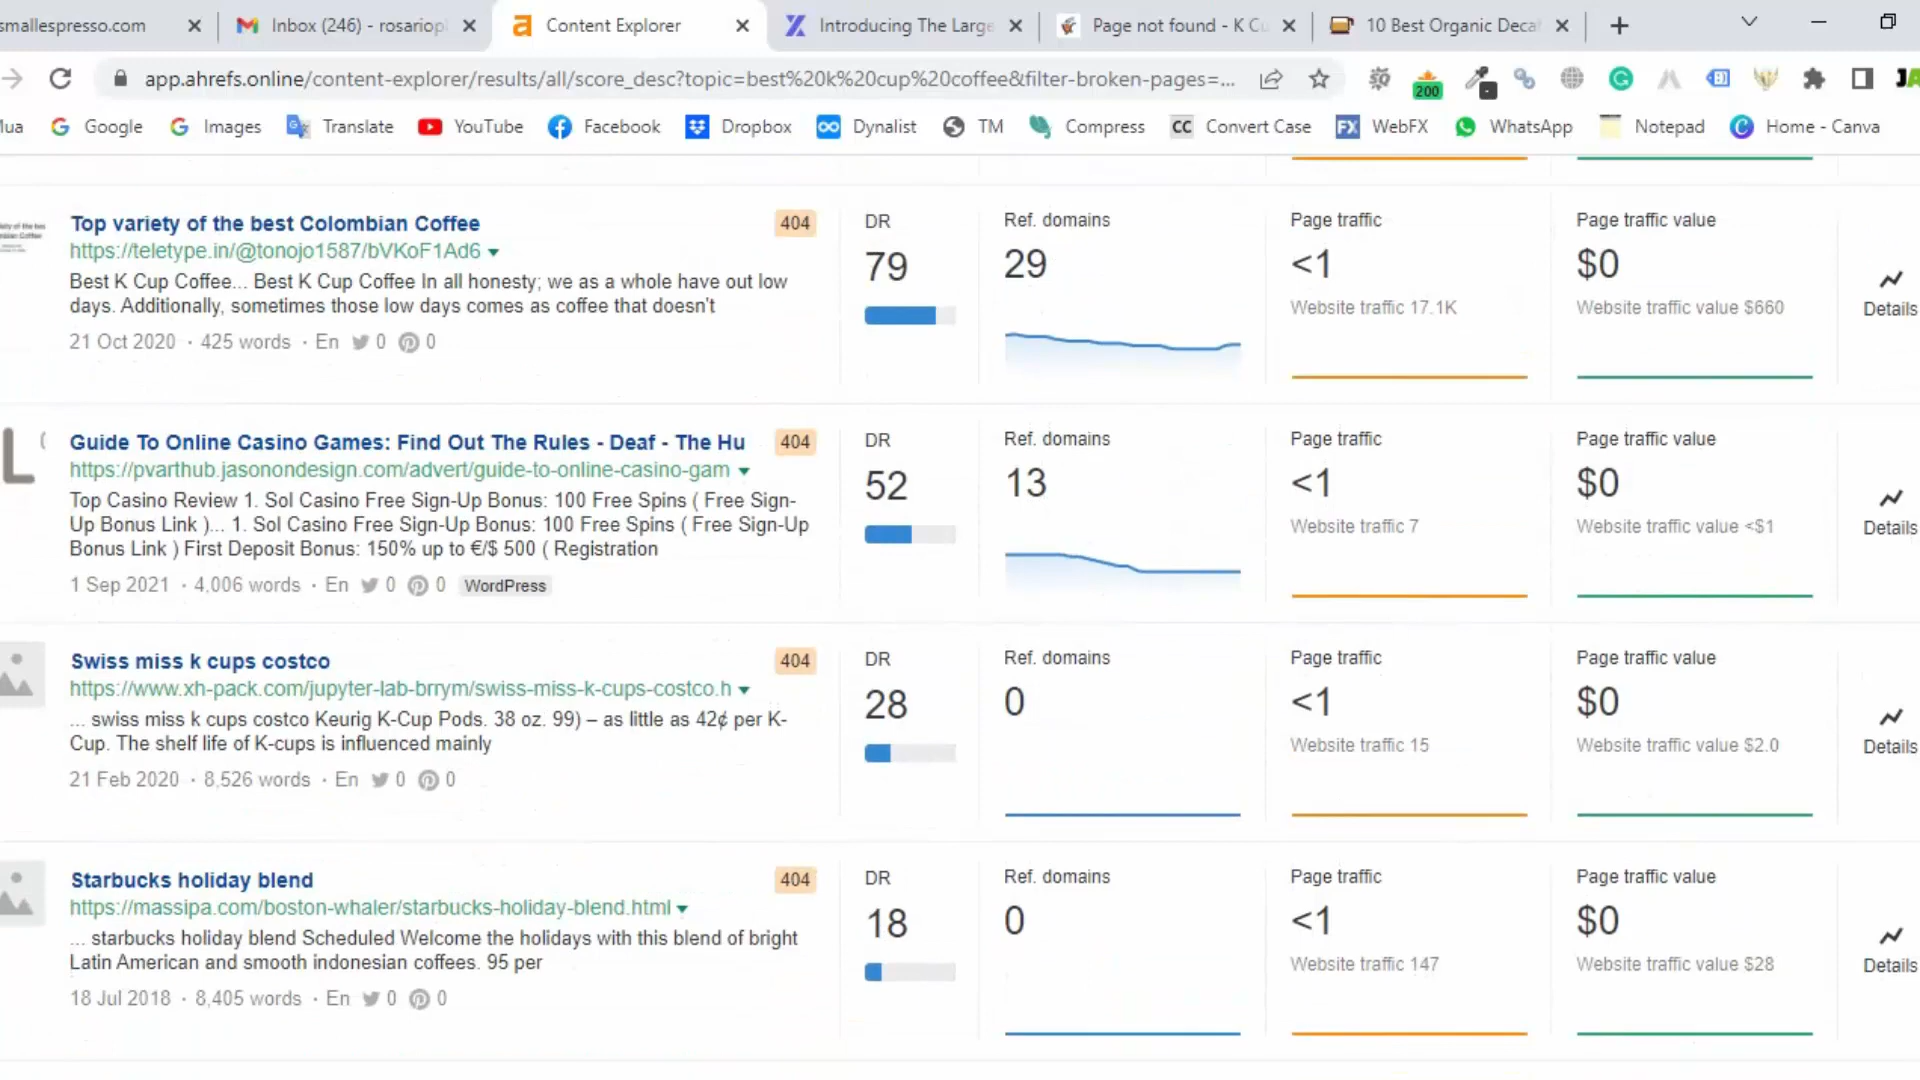 smallespresso.com
Inbox (246) - rosariopl
Content Explorer
Introducing The Large
Page not found - K Cu
10 Best Organic Decaf
app.ahrefs.online/content-explorer/results/all/score_desc?topic=best%20k%20cup%20coffee&filter-broken-pages=...
200
Google
Images
Translate
YouTube
Facebook
Dropbox
Dynalist
TM
Compress
CC Convert Case
FX WebFX
WhatsApp
Notepad
Home - Canva
Top variety of the best Colombian Coffee
404
https://teletype.in/@tonojo1587/bVKoF1Ad6
Best K Cup Coffee... Best K Cup Coffee In all honesty; we as a whole have out low
days. Additionally, sometimes those low days comes as coffee that doesn't
21 Oct 2020 · 425 words · En 0 0
DR
79
Ref. domains
29
Page traffic
<1
Website traffic 17.1K
Page traffic value
$0
Website traffic value $660
Details
Guide To Online Casino Games: Find Out The Rules - Deaf - The Hu
404
https://pvarthub.jasonondesign.com/advert/guide-to-online-casino-gam
Top Casino Review 1. Sol Casino Free Sign-Up Bonus: 100 Free Spins ( Free Sign-
Up Bonus Link )... 1. Sol Casino Free Sign-Up Bonus: 100 Free Spins ( Free Sign-Up
Bonus Link ) First Deposit Bonus: 150% up to €/$ 500 ( Registration
1 Sep 2021 · 4,006 words · En 0 0 WordPress
DR
52
Ref. domains
13
Page traffic
<1
Website traffic 7
Page traffic value
$0
Website traffic value <$1
Details
Swiss miss k cups costco
404
https://www.xh-pack.com/jupyter-lab-brrym/swiss-miss-k-cups-costco.h
... swiss miss k cups costco Keurig K-Cup Pods. 38 oz. 99) – as little as 42¢ per K-
Cup. The shelf life of K-cups is influenced mainly
21 Feb 2020 · 8,526 words · En 0 0
DR
28
Ref. domains
0
Page traffic
<1
Website traffic 15
Page traffic value
$0
Website traffic value $2.0
Details
Starbucks holiday blend
404
https://massipa.com/boston-whaler/starbucks-holiday-blend.html
... starbucks holiday blend Scheduled Welcome the holidays with this blend of bright
Latin American and smooth indonesian coffees. 95 per
18 Jul 2018 · 8,405 words · En 0 0
DR
18
Ref. domains
0
Page traffic
<1
Website traffic 147
Page traffic value
$0
Website traffic value $28
Details